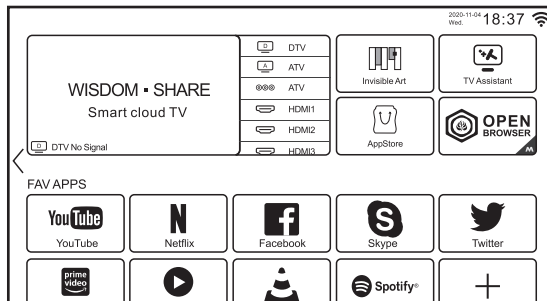 2020-11-04
Wed.
18:37
WISDOM ▪ SHARE
Smart cloud TV
D DTV No Signal
D DTV
A ATV
ATV
HDMI1
HDMI2
HDMI3
Invisible Art
TV Assistant
AppStore
OPEN
BROWSER
FAV APPS
YouTube
YouTube
N
Netflix
f
Facebook
S
Skype
Twitter
prime
video
Spotify®